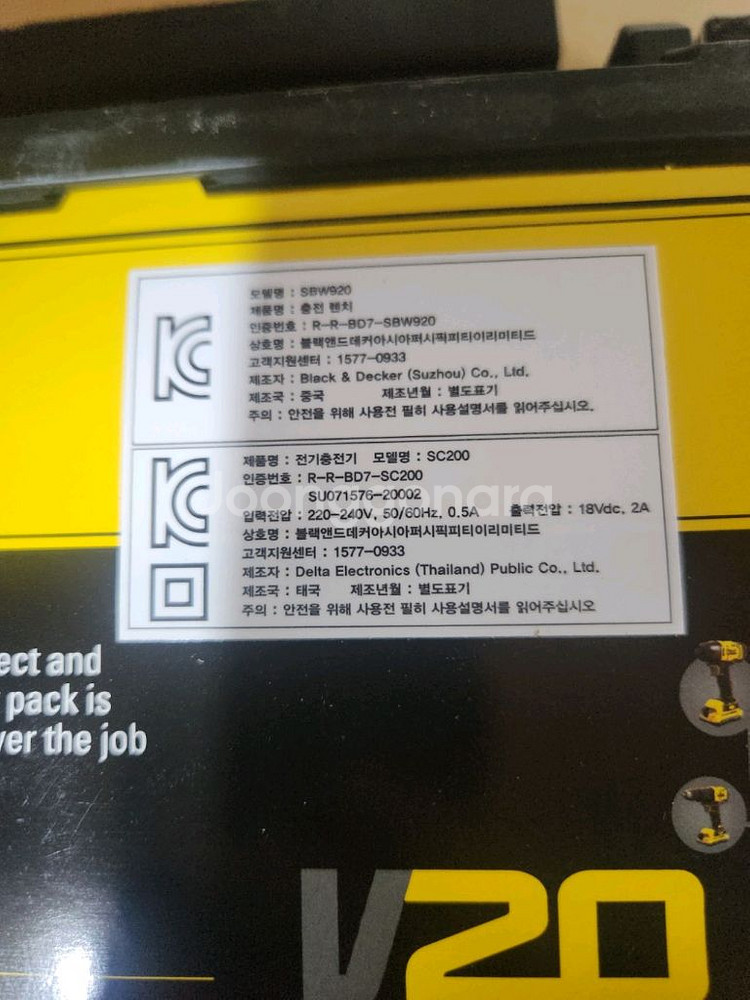 모델명 : SBW920
제품명 : 충전 렌치
인증번호 : R-R-BD7-SBW920
상호명 : 블랙앤드데커아시아퍼시픽피티이리미티드
고객지원센터 : 1577-0933
제조자 : Black & Decker (Suzhou) Co., Ltd.
제조국 : 중국 제조년월 : 별도표기
주의 : 안전을 위해 사용전 필히 사용설명서를 읽어주십시오.
제품명 : 전기충전기 모델명 : SC200
인증번호 : R-R-BD7-SC200
SU071576-20002
입력전압 : 220-240V, 50/60Hz, 0.5A 출력전압 : 18Vdc, 2A
상호명 : 블랙앤드데커아시아퍼시픽피티이리미티드
고객지원센터 : 1577-0933
제조자 : Delta Electronics (Thailand) Public Co., Ltd.
제조국 : 태국 제조년월 : 별도표기
주의 : 안전을 위해 사용전 필히 사용설명서를 읽어주십시오
joonggonara
ect and
pack is
ver the job
V20